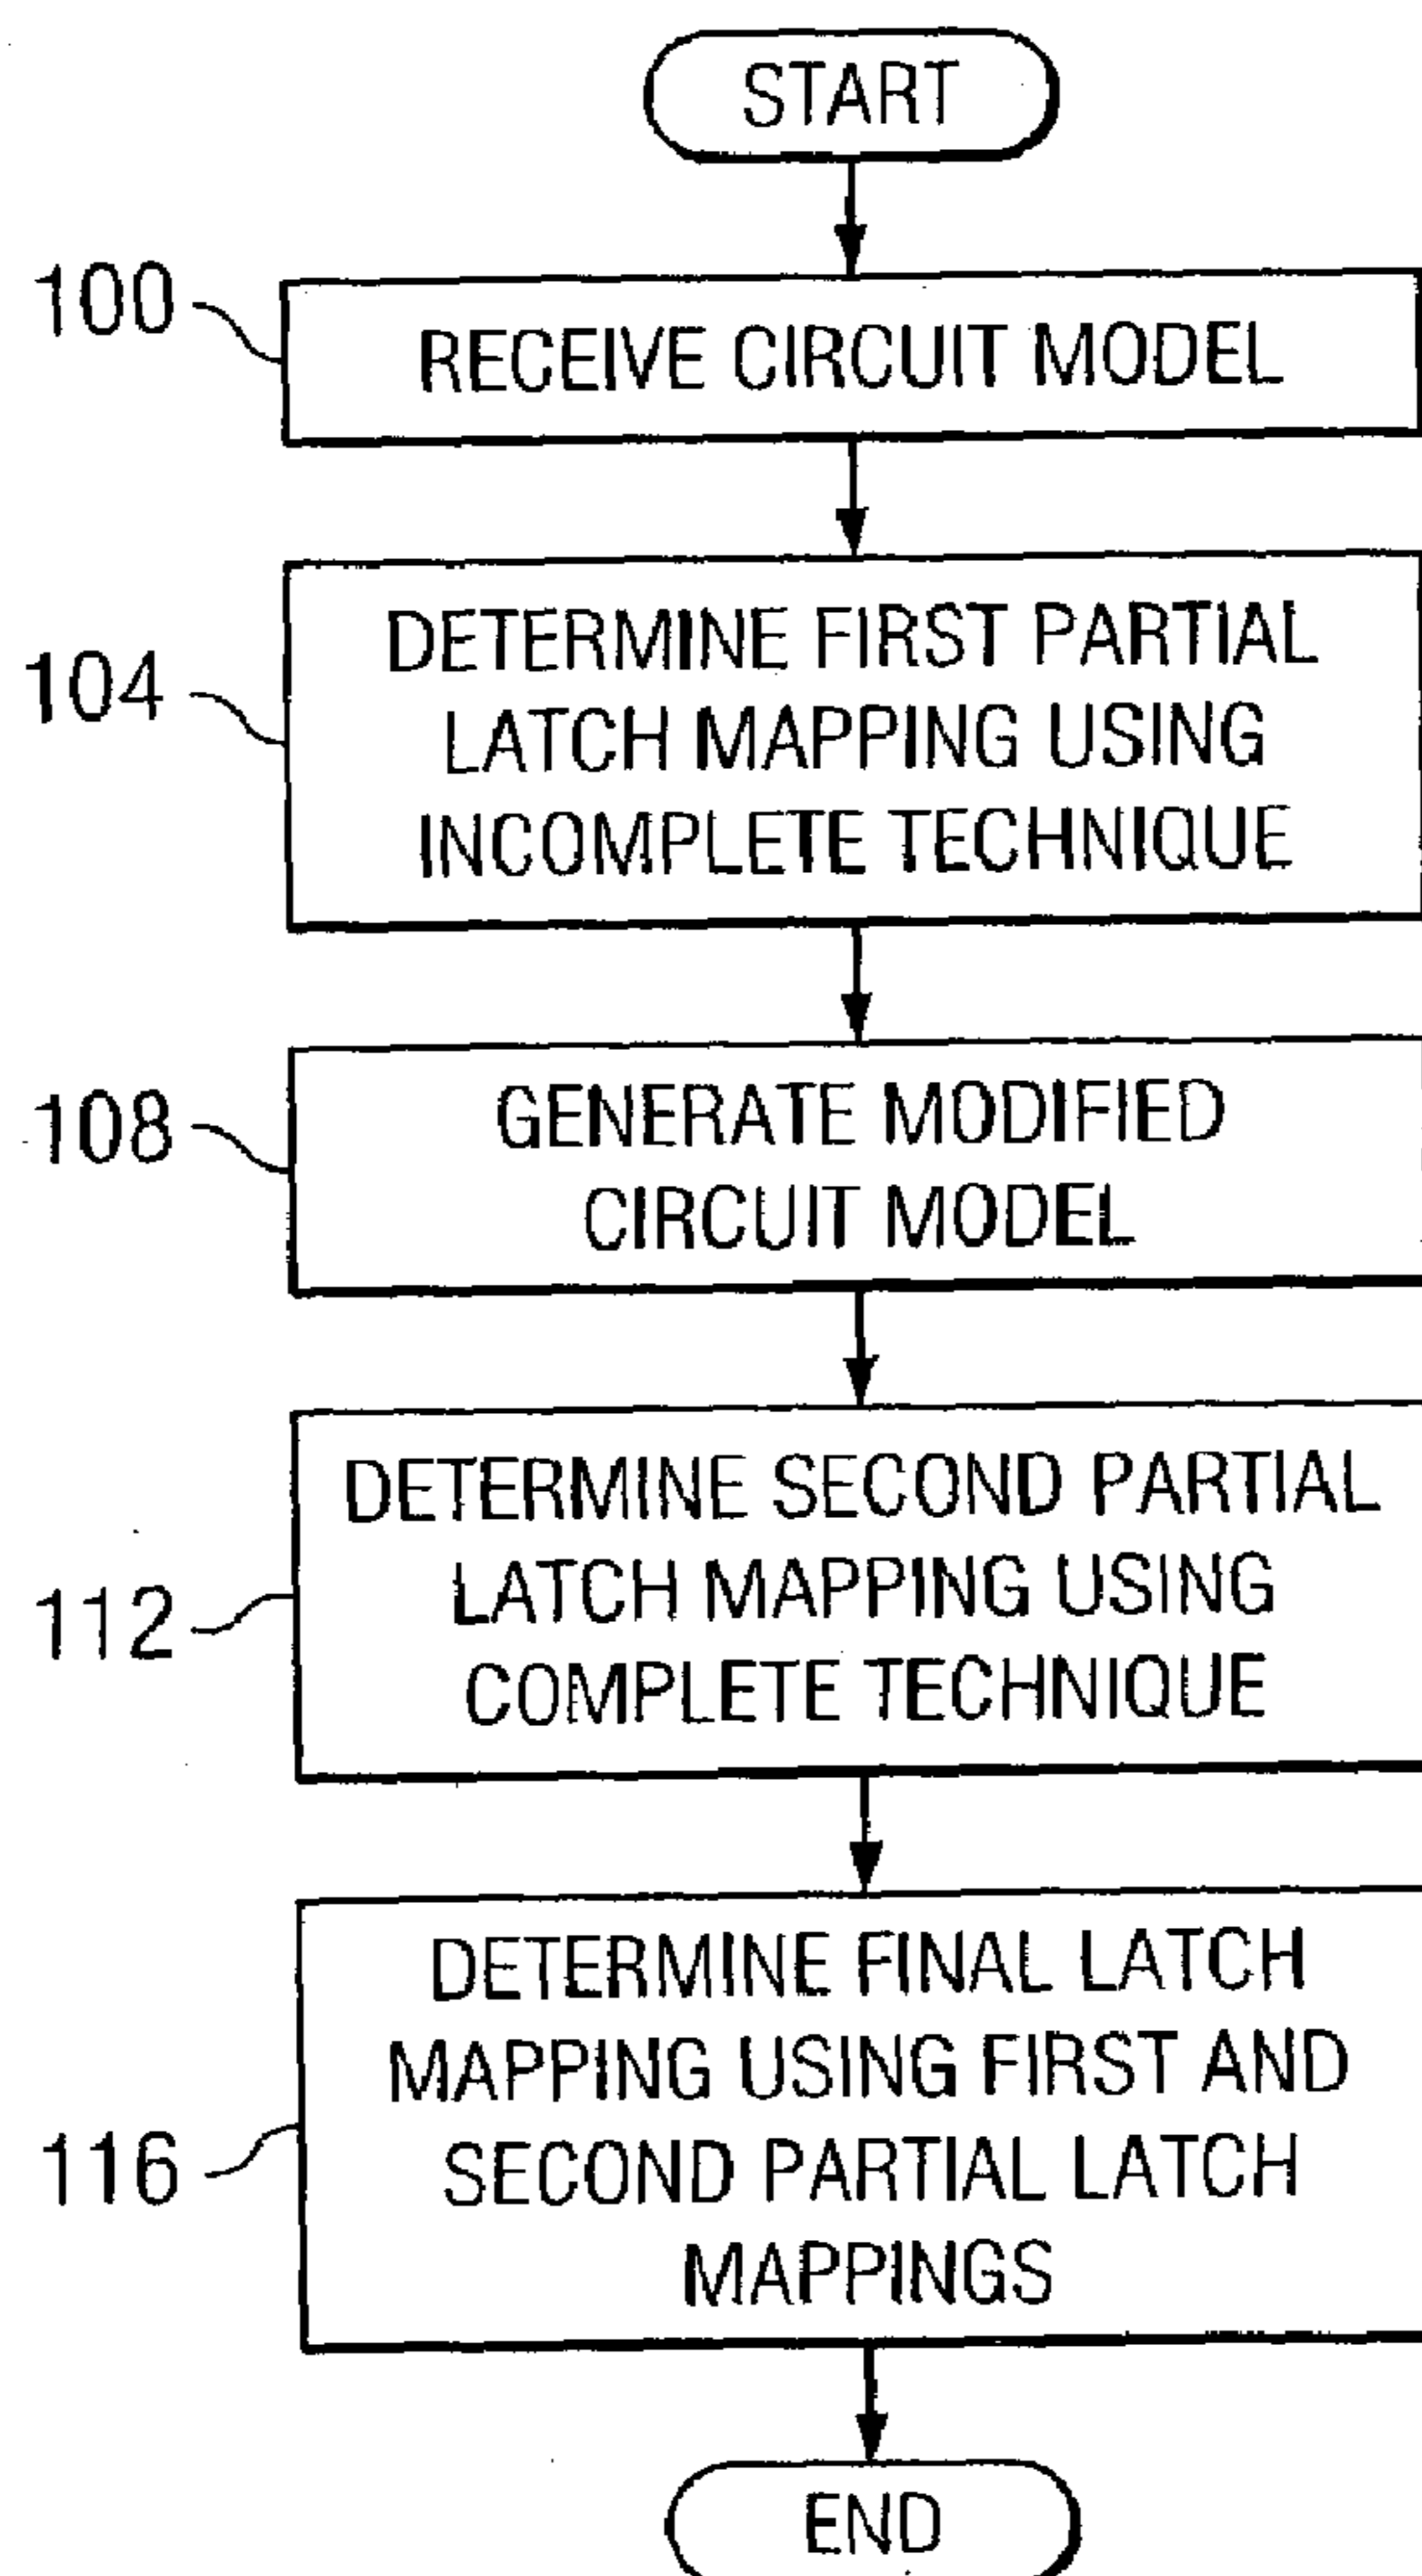 START
100
RECEIVE CIRCUIT MODEL
104
DETERMINE FIRST PARTIAL
LATCH MAPPING USING
INCOMPLETE TECHNIQUE
108
GENERATE MODIFIED
CIRCUIT MODEL
112
DETERMINE SECOND PARTIAL
LATCH MAPPING USING
COMPLETE TECHNIQUE
116
DETERMINE FINAL LATCH
MAPPING USING FIRST AND
SECOND PARTIAL LATCH
MAPPINGS
END